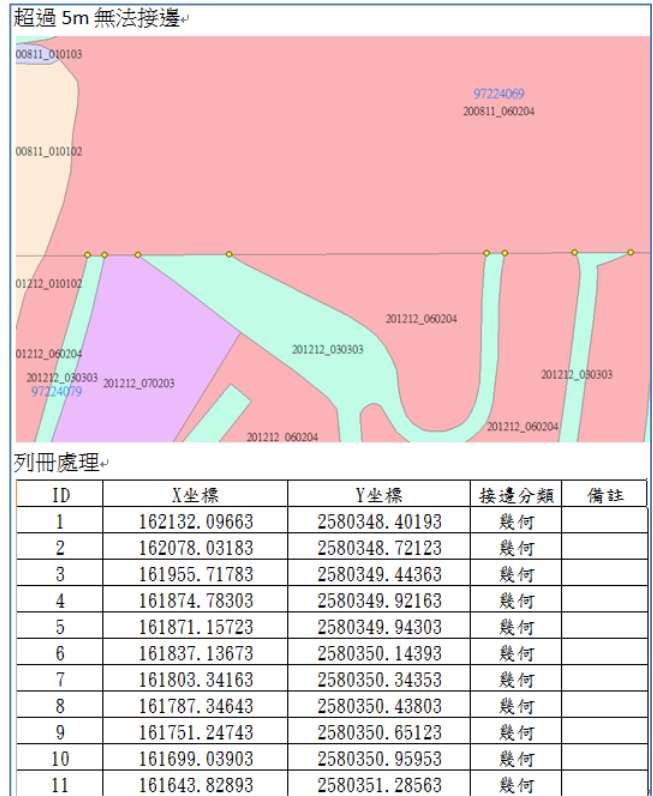 超過 5m 無法接邊
00811_010103
97224069
200811_060204
00811_010102
01212_010102
201212_060204
201212_030303
01212_060204
201212_030303
201212_070203
201212_030303
97224079
201212_060204
201212_060204
列冊處理
ID X坐標 Y坐標 接邊分類 備註
1 162132.09663 2580348.40193 幾何
2 162078.03183 2580348.72123 幾何
3 161955.71783 2580349.44363 幾何
4 161874.78303 2580349.92163 幾何
5 161871.15723 2580349.94303 幾何
6 161837.13673 2580350.14393 幾何
7 161803.34163 2580350.34353 幾何
8 161787.34643 2580350.43803 幾何
9 161751.24743 2580350.65123 幾何
10 161699.03903 2580350.95953 幾何
11 161643.82893 2580351.28563 幾何